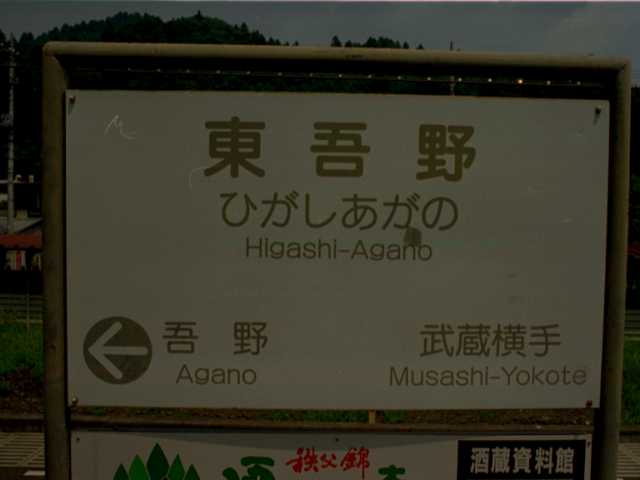 東吾野
ひがしあがの
Higashi-Agano
吾野 武蔵横手
Agano Musashi-Yokote
秩父錦
酒蔵資料館